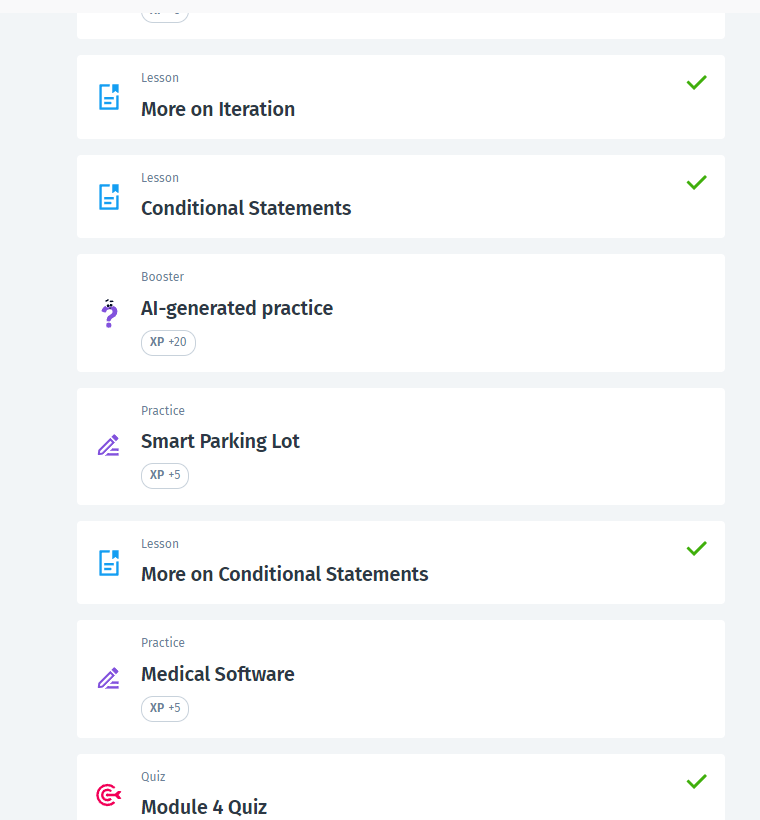 Lesson
More on Iteration
Lesson
Conditional Statements
Booster
AI-generated practice
XP +20
Practice
Smart Parking Lot
XP +5
Lesson
More on Conditional Statements
Practice
Medical Software
XP +5
Quiz
Module 4 Quiz